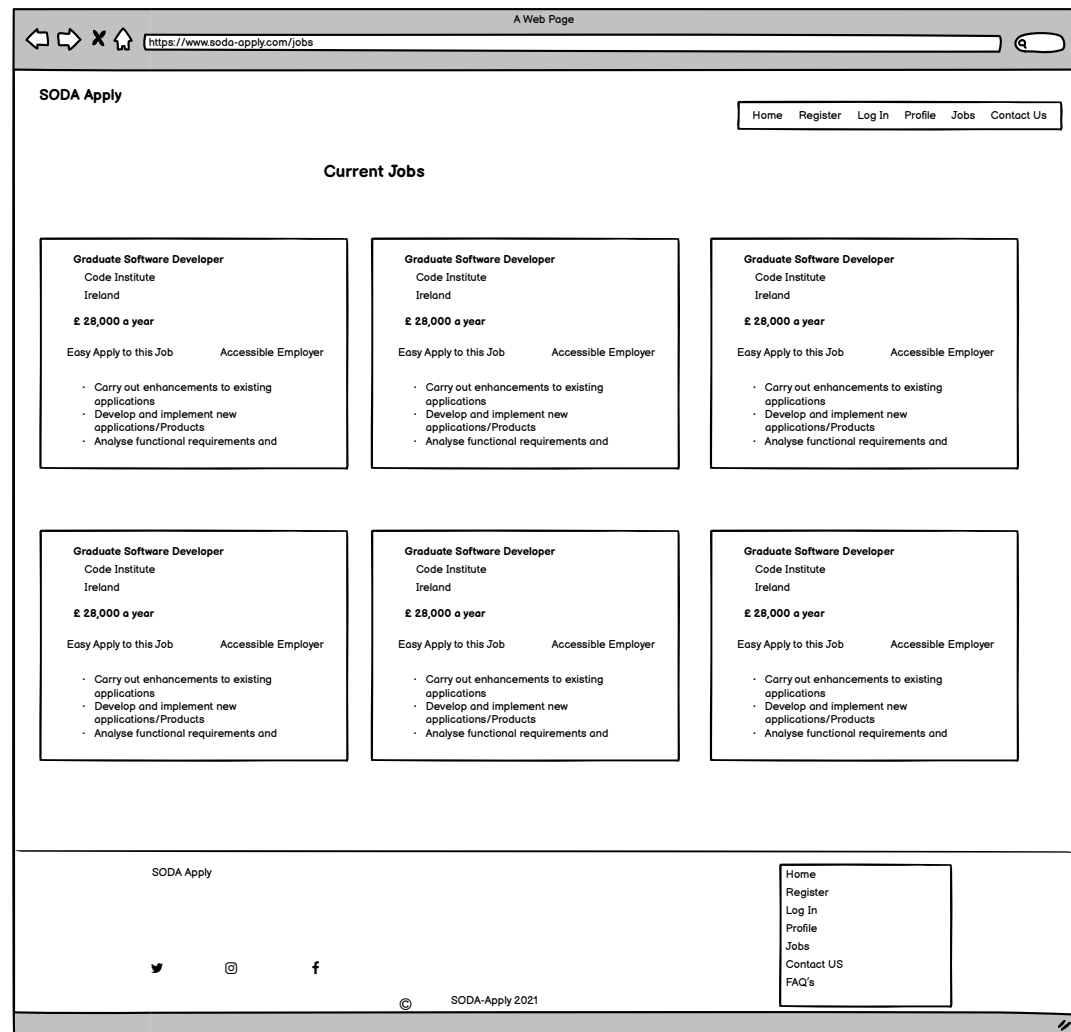 A Web Page
https://www.soda-apply.com/jobs
SODA Apply
Home Register Log In Profile Jobs Contact Us
Current Jobs
Graduate Software Developer
Code Institute
Ireland
£ 28,000 a year
Easy Apply to this Job Accessible Employer
· Carry out enhancements to existing
applications
· Develop and implement new
applications/Products
· Analyse functional requirements and
Graduate Software Developer
Code Institute
Ireland
£ 28,000 a year
Easy Apply to this Job Accessible Employer
· Carry out enhancements to existing
applications
· Develop and implement new
applications/Products
· Analyse functional requirements and
Graduate Software Developer
Code Institute
Ireland
£ 28,000 a year
Easy Apply to this Job Accessible Employer
· Carry out enhancements to existing
applications
· Develop and implement new
applications/Products
· Analyse functional requirements and
Graduate Software Developer
Code Institute
Ireland
£ 28,000 a year
Easy Apply to this Job Accessible Employer
· Carry out enhancements to existing
applications
· Develop and implement new
applications/Products
· Analyse functional requirements and
Graduate Software Developer
Code Institute
Ireland
£ 28,000 a year
Easy Apply to this Job Accessible Employer
· Carry out enhancements to existing
applications
· Develop and implement new
applications/Products
· Analyse functional requirements and
Graduate Software Developer
Code Institute
Ireland
£ 28,000 a year
Easy Apply to this Job Accessible Employer
· Carry out enhancements to existing
applications
· Develop and implement new
applications/Products
· Analyse functional requirements and
SODA Apply
Home
Register
Log In
Profile
Jobs
Contact US
FAQ's
© SODA-Apply 2021